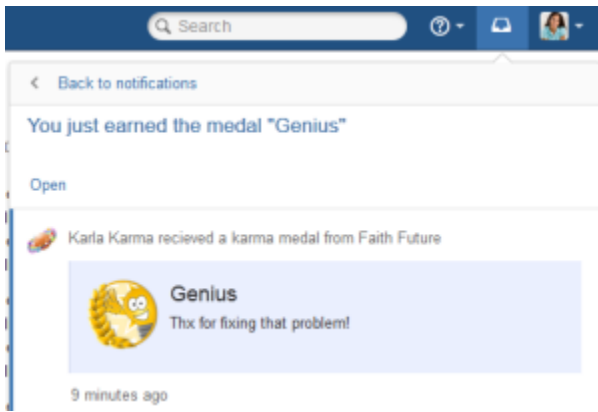 Search
Back to notifications
You just earned the medal "Genius"
Open
Karla Karma recieved a karma medal from Faith Future
Genius
Thx for fixing that problem!
9 minutes ago